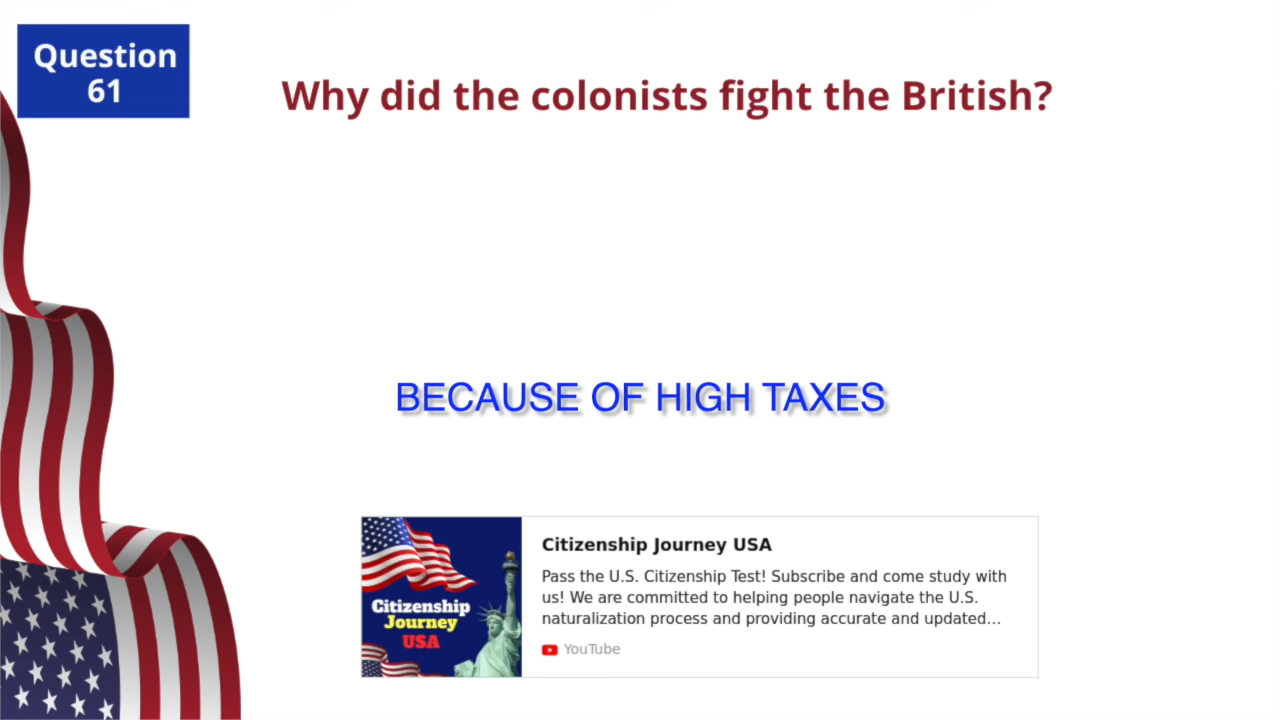 Question
61
Why did the colonists fight the British?
BECAUSE OF HIGH TAXES
Citizenship Journey USA
Pass the U.S. Citizenship Test! Subscribe and come study with
us! We are committed to helping people navigate the U.S.
naturalization process and providing accurate and updated...
YouTube
Citizenship
Journey
USA